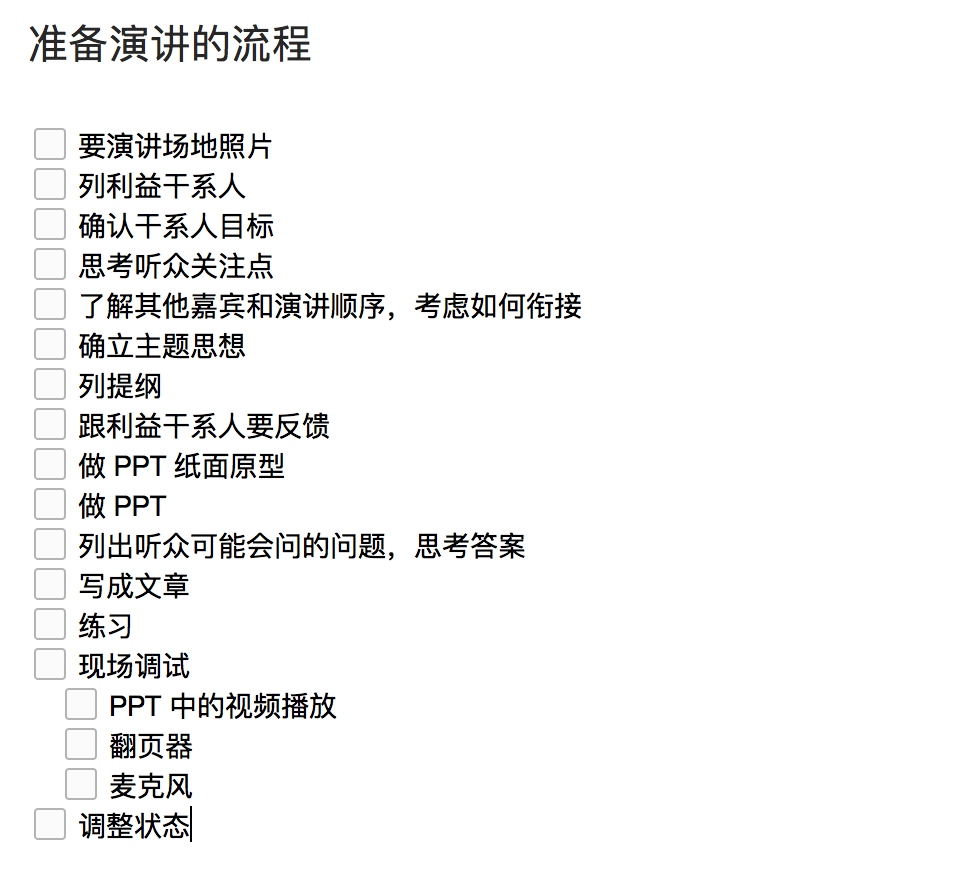 准备演讲的流程
要演讲场地照片
列利益干系人
确认干系人目标
思考听众关注点
了解其他嘉宾和演讲顺序，考虑如何衔接
确立主题思想
列提纲
跟利益干系人要反馈
做 PPT 纸面原型
做 PPT
列出听众可能会问的问题，思考答案
写成文章
练习
现场调试
PPT 中的视频播放
翻页器
麦克风
调整状态